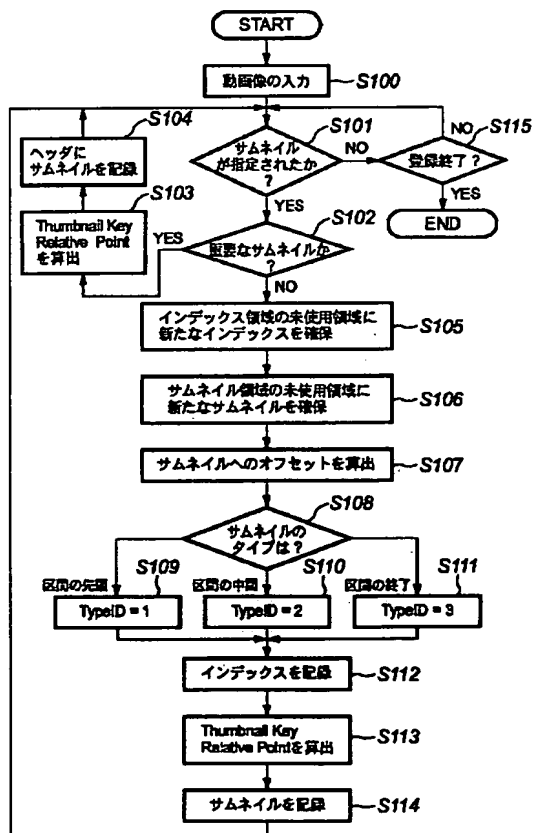 START
動画像の入力
S100
サムネイル
が指定されたか
?
S101
NO
登録終了?
S115
NO
YES
END
YES
ヘッダに
サムネイルを記録
S104
Thumbnail Key
Relative Point
を算出
S103
YES
重要なサムネイルか
?
S102
NO
インデックス領域の未使用領域に
新たなインデックスを確保
S105
サムネイル領域の未使用領域に
新たなサムネイルを確保
S106
サムネイルへのオフセットを算出
S107
サムネイルの
タイプは?
S108
区間の先頭
S109
TypeID = 1
区間の中間
S110
TypeID = 2
区間の終了
S111
TypeID = 3
インデックスを記録
S112
Thumbnail Key
Relative Pointを算出
S113
サムネイルを記録
S114